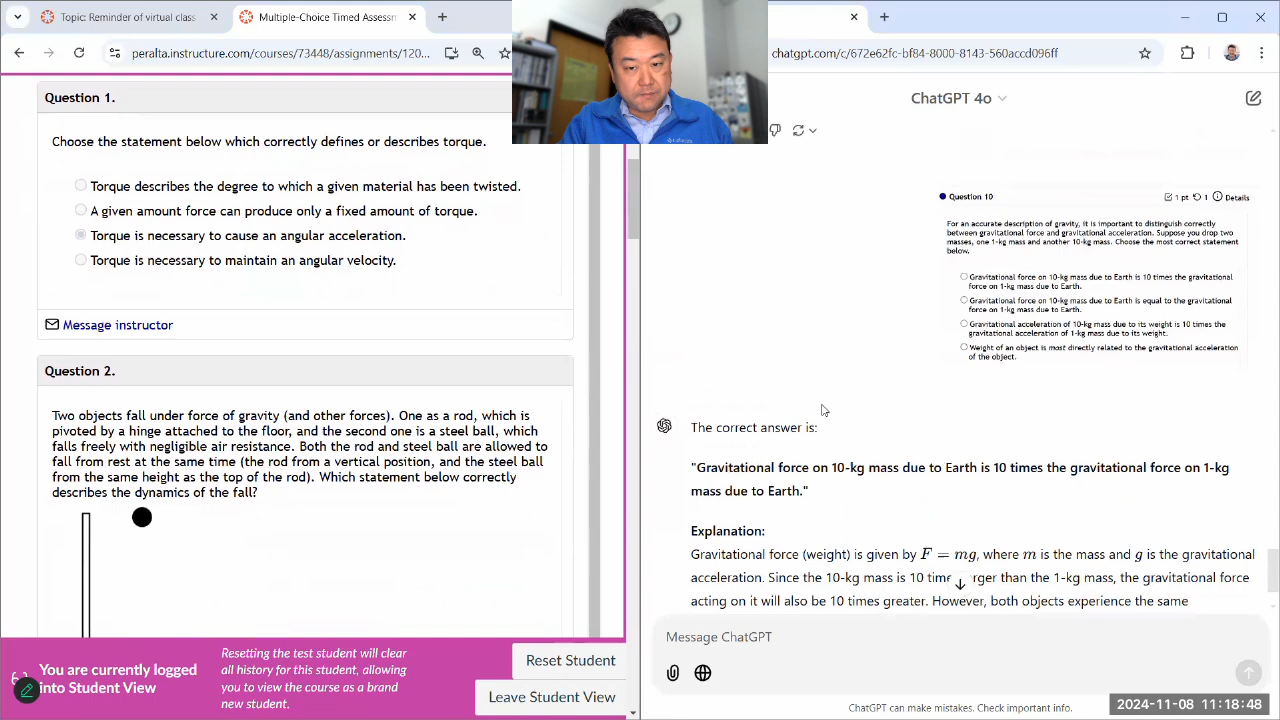 Topic: Reminder of virtual class
Multiple-Choice Timed Assessm
peralta.instructure.com/courses/73448/assignments/120...
Question 1.
Choose the statement below which correctly defines or describes torque.
Torque describes the degree to which a given material has been twisted.
A given amount force can produce only a fixed amount of torque.
Torque is necessary to cause an angular acceleration.
Torque is necessary to maintain an angular velocity.
Message instructor
Question 2.
Two objects fall under force of gravity (and other forces). One as a rod, which is
pivoted by a hinge attached to the floor, and the second one is a steel ball, which
falls freely with negligible air resistance. Both the rod and steel ball are allowed to
fall from rest at the same time (the rod from a vertical position, and the steel ball
from the same height as the top of the rod). Which statement below correctly
describes the dynamics of the fall?
You are currently logged
into Student View
Resetting the test student will clear
all history for this student, allowing
you to view the course as a brand
new student.
Reset Student
Leave Student View
chatgpt.com/c/672e62fc-bf84-8000-8143-560accd095ff
ChatGPT 4o
Question 10
1 pt 1 Details
For an accurate description of gravity, it is important to distinguish correctly
between gravitational force and gravitational acceleration. Suppose you drop two
masses, one 1-kg mass and another 10-kg mass. Choose the most correct statement
below.
Gravitational force on 10-kg mass due to Earth is 10 times the gravitational
force on 1-kg mass due to Earth.
Gravitational force on 10-kg mass due to Earth is equal to the gravitational
force on 1-kg mass due to Earth.
Gravitational acceleration of 10-kg mass due to its weight is 10 times the
gravitational acceleration of 1-kg mass due to its weight.
Weight of an object is most directly related to the gravitational acceleration
of the object.
The correct answer is:
"Gravitational force on 10-kg mass due to Earth is 10 times the gravitational force on 1-kg
mass due to Earth."
Explanation:
Gravitational force (weight) is given by F = mg, where m is the mass and g is the gravitational
acceleration. Since the 10-kg mass is 10 than the 1-kg mass, the gravitational force
acting on it will also be 10 times greater. However, both objects experience the same
Message ChatGPT
ChatGPT can make mistakes. Check important info.
2024-11-08 11:18:48